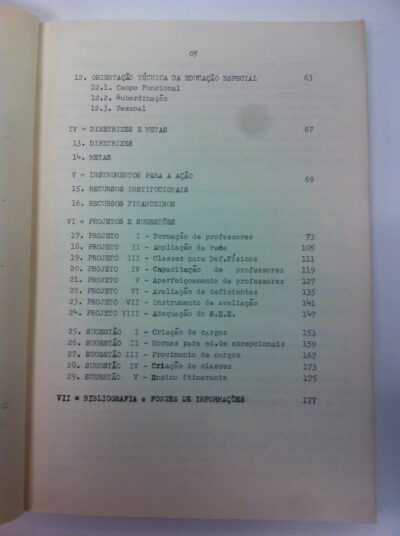 05
12. ORIENTAÇÃO TÉCNICA DA EDUCAÇÃO ESPECIAL 63
12.1. Campo Funcional
12.2. Subordinação
12.3. Pessoal
IV = DIRETRIZES E METAS 67
13. DIRETRIZES
14. METAS
V = INSTRUMENTOS PARA A AÇÃO 69
15. RECURSOS INSTITUCIONAIS
16. RECURSOS FINANCEIROS
VI = PROJETOS E SUGESTÕES
17. PROJETO I - Formação de professores 73
18. PROJETO II - Ampliação da rede 105
19. PROJETO III - Classes para Def.Físicos 111
20. PROJETO IV - Capacitação de professores 119
21. PROJETO V - Aperfeiçoamento de professores 127
22. PROJETO VI - Avaliação de deficientes 135
23. PROJETO VII - Instrumento de avaliação 141
24. PROJETO VIII - Adequação do S.E.E. 147
25. SUGESTÃO I - Criação de cargos 153
26. SUGESTÃO II - Normas para ed.de excepcionais 159
27. SUGESTÃO III - Provimento de cargos 167
28. SUGESTÃO IV - Criação de classes 173
29. SUGESTÃO V - Ensino itinerante 175
VII = BIBLIOGRAFIA e FONTES DE INFORMAÇÕES 177